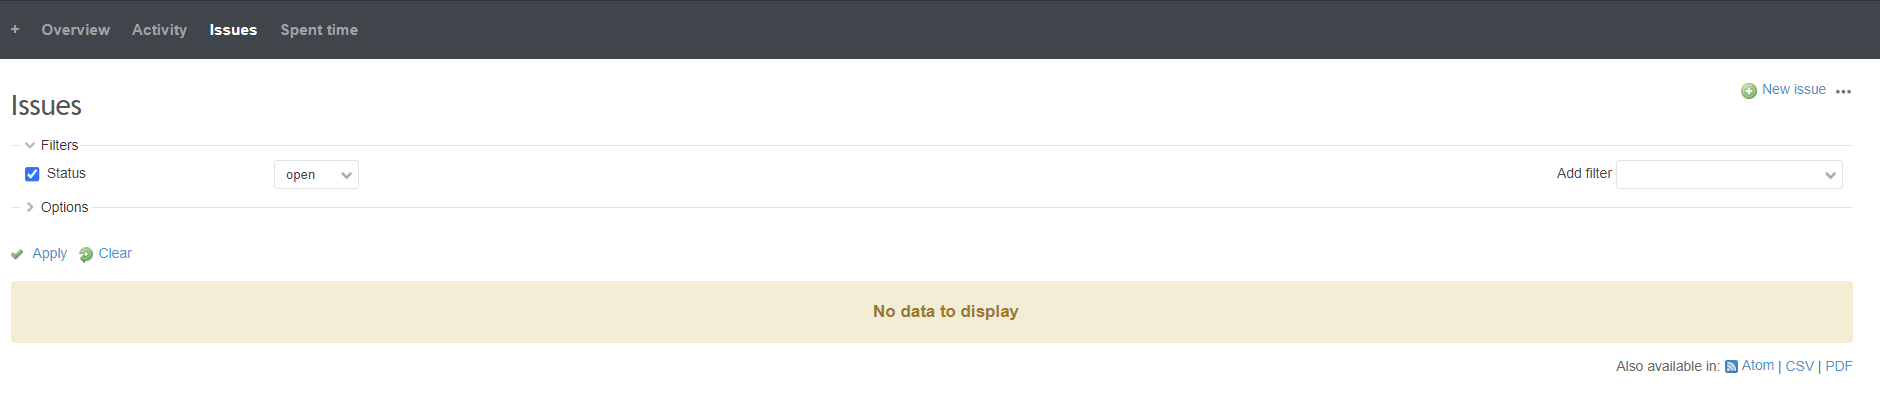 + Overview Activity Issues Spent time
New issue •••
Issues
Filters
Status open Add filter
Options
Apply Clear
No data to display
Also available in: Atom | CSV | PDF